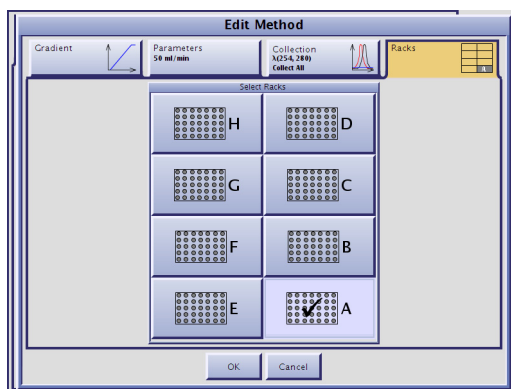 Edit Method
Gradient
Parameters
50 ml/min
Collection
λ(254, 280)
Collect All
Racks
A
Select Racks
H
D
G
C
F
B
E
A
OK
Cancel